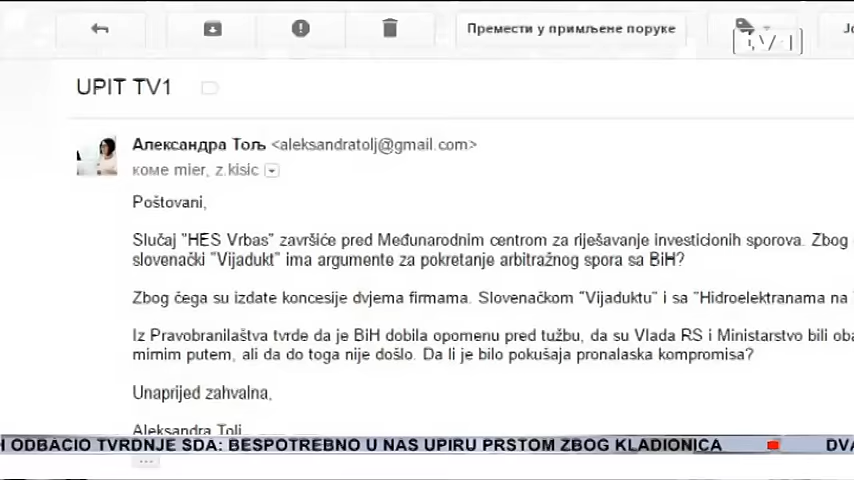 Премести у примљене поруке
TV1
UPIT TV1
Александра Тољ <aleksandratolj@gmail.com>
коме mier, z.kisic
Poštovani,
Slučaj "HES Vrbas" završiće pred Međunarodnim centrom za riješavanje investicionih sporova. Zbog
slovenački "Vijadukt" ima argumente za pokretanje arbitražnog spora sa BiH?
Zbog čega su izdate koncesije dvjema firmama. Slovenačkom "Vijaduktu" i sa "Hidroelektranama na
Iz Pravobranilaštva tvrde da je BiH dobila opomenu pred tužbu, da su Vlada RS i Ministarstvo bili
mirnim putem, ali da do toga nije došlo. Da li je bilo pokušaja pronalaska kompromisa?
Unaprijed zahvalna,
Aleksandra Tolj
ODBACIO TVRDNJE SDA: BESPOTREBNO U NAS UPIRU PRSTOM ZBOG KLADIONICA